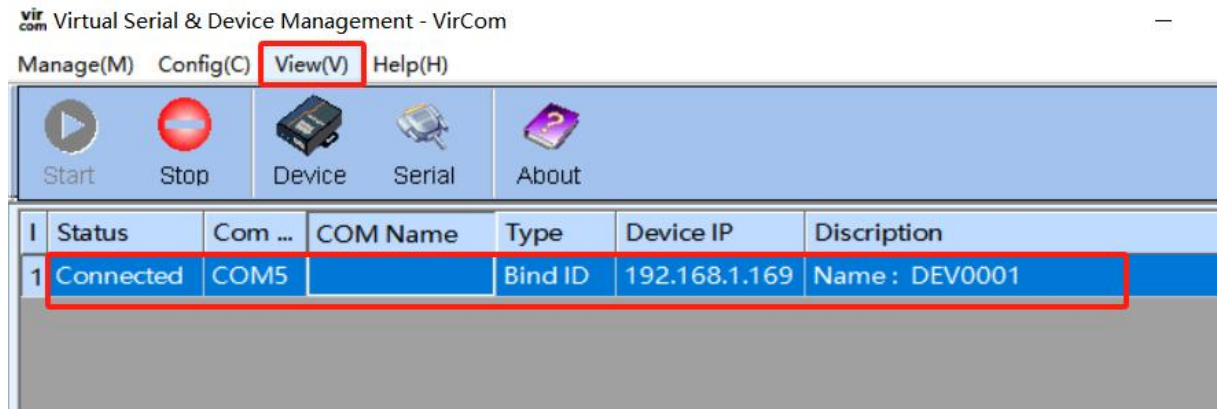 vir com Virtual Serial & Device Management - VirCom
Manage(M) Config(C) View(V) Help(H)
Start Stop Device Serial About
I Status Com ... COM Name Type Device IP Discription
1 Connected COM5 Bind ID 192.168.1.169 Name : DEV0001